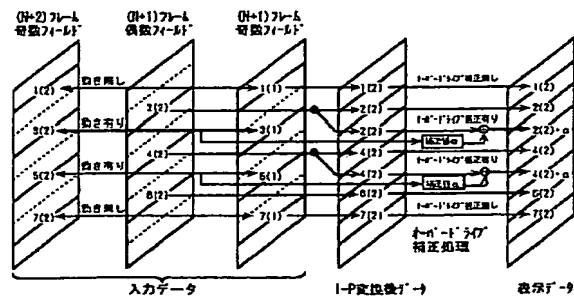 (N+2)フレーム
奇数フィールド
(N+1)フレーム
偶数フィールド
(N+1)フレーム
奇数フィールド
動き無し
1(2)
1(1)
1(2)
オーバードライブ補正無し
1(2)
2(2)
2(2)
2(2)
動き有り
3(2)
3(1)
2(2)
オーバードライブ補正有り
2(2)+α
補正値α
4(2)
4(2)
4(2)
動き有り
5(2)
5(1)
4(2)
オーバードライブ補正有り
4(2)+α
補正値α
6(2)
6(2)
6(2)
動き無し
7(2)
7(1)
7(2)
オーバードライブ補正無し
7(2)
オーバードライブ
補正処理
入力データ
I-P変換後データ
表示データ